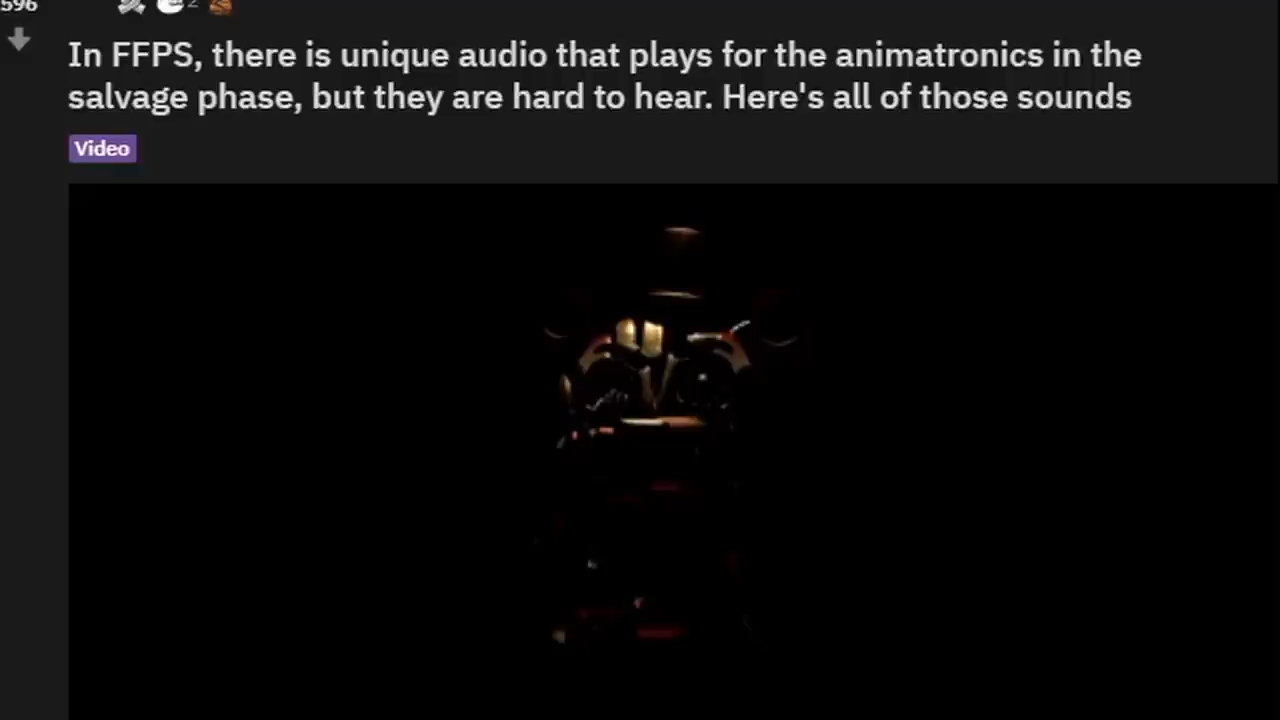 596
2
In FFPS, there is unique audio that plays for the animatronics in the
salvage phase, but they are hard to hear. Here's all of those sounds
Video